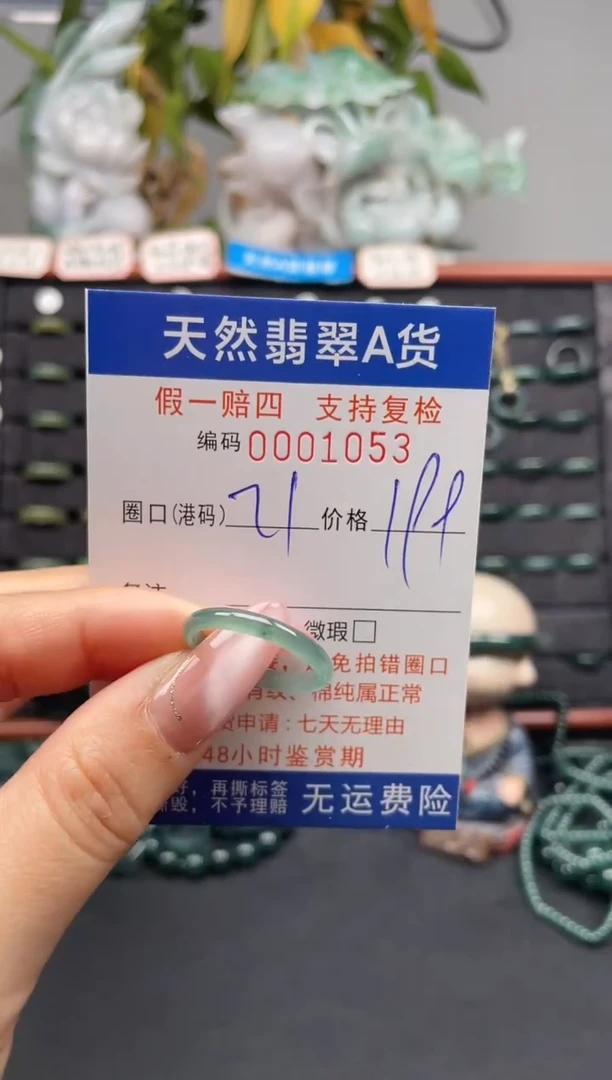 天然翡翠A货
假一赔四 支持复检
编码 0001053
圈口(港码) 21 价格
微瑕□
免拍错圈口
棉纯属正常
申请:七天无理由
48小时鉴赏期
好,再撕标签
撕毁,不予理赔
无运费险